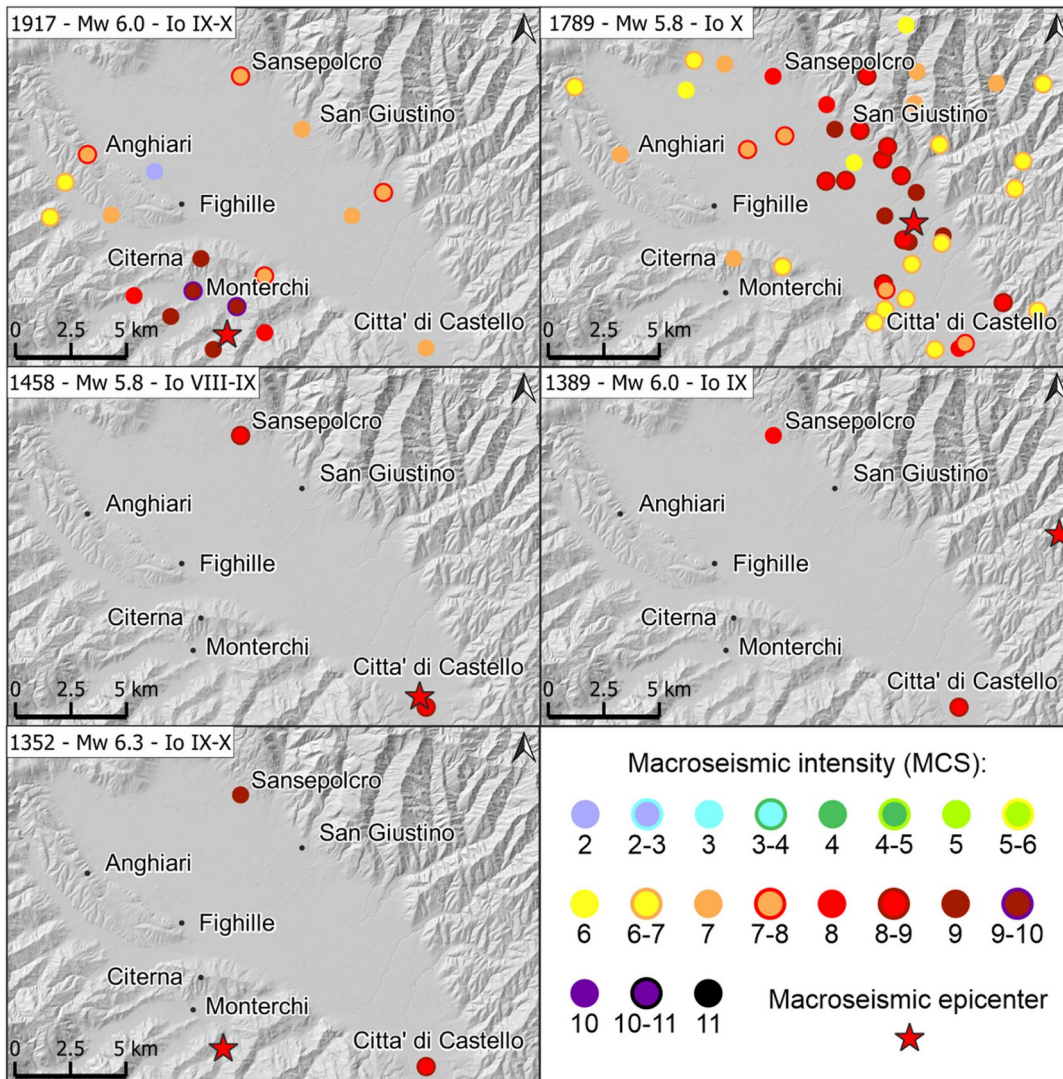 1917 - Mw 6.0 - Io IX-X
Sansepolcro
San Giustino
Anghiari
Fighille
Citerna
Monterchi
Citta' di Castello
0 2.5 5 km
1789 - Mw 5.8 - Io X
Sansepolcro
San Giustino
Anghiari
Fighille
Citerna
Monterchi
Citta' di Castello
0 2.5 5 km
1458 - Mw 5.8 - Io VIII-IX
Sansepolcro
San Giustino
Anghiari
Fighille
Citerna
Monterchi
Citta' di Castello
0 2.5 5 km
1389 - Mw 6.0 - Io IX
Sansepolcro
San Giustino
Anghiari
Fighille
Citerna
Monterchi
Citta' di Castello
0 2.5 5 km
1352 - Mw 6.3 - Io IX-X
Sansepolcro
San Giustino
Anghiari
Fighille
Citerna
Monterchi
Citta' di Castello
0 2.5 5 km
Macroseismic intensity (MCS):
2 2-3 3 3-4 4 4-5 5 5-6
6 6-7 7 7-8 8 8-9 9 9-10
10 10-11 11
Macroseismic epicenter